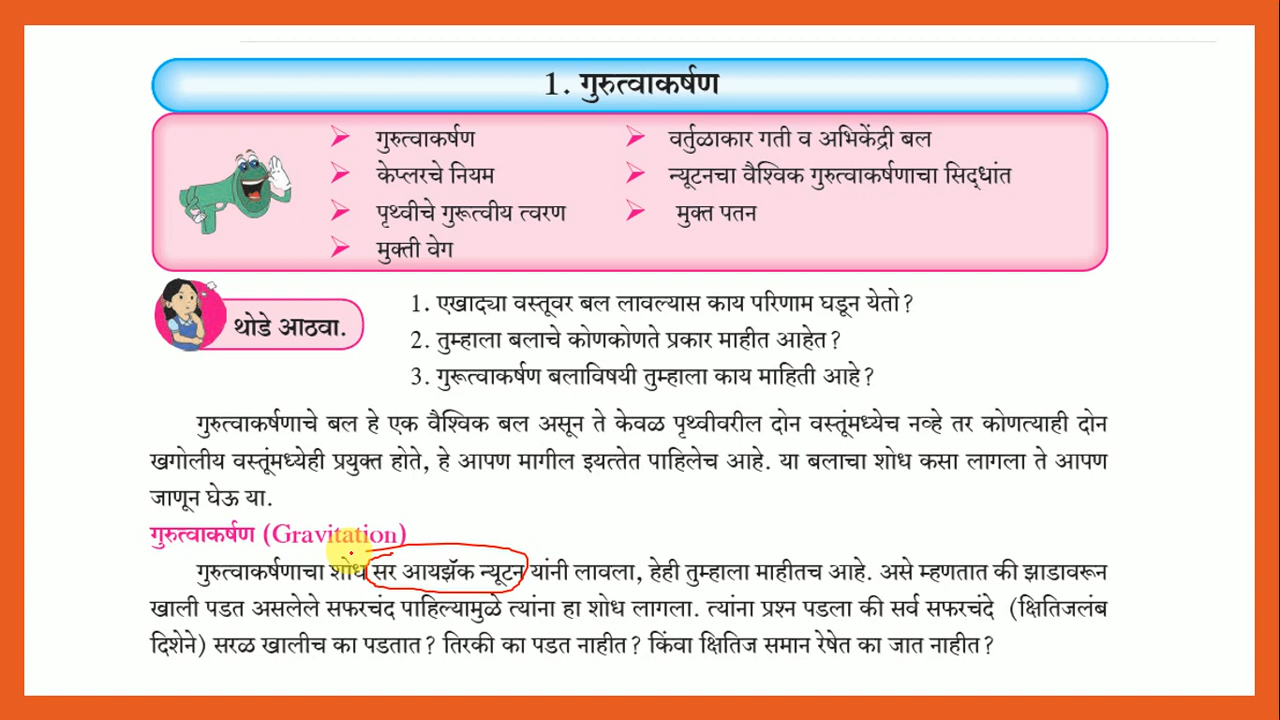 1. गुरुत्वाकर्षण
गुरुत्वाकर्षण
वर्तुळाकार गती व अभिकेंद्री बल
केप्लरचे नियम
न्यूटनचा वैश्विक गुरुत्वाकर्षणाचा सिद्धांत
पृथ्वीचे गुरूत्वीय त्वरण
मुक्त पतन
मुक्ती वेग
थोडे आठवा.
1. एखाद्या वस्तूवर बल लावल्यास काय परिणाम घडून येतो?
2. तुम्हाला बलाचे कोणकोणते प्रकार माहीत आहेत?
3. गुरूत्वाकर्षण बलाविषयी तुम्हाला काय माहिती आहे?
गुरुत्वाकर्षणाचे बल हे एक वैश्विक बल असून ते केवळ पृथ्वीवरील दोन वस्तूंमध्येच नव्हे तर कोणत्याही दोन
खगोलीय वस्तूंमध्येही प्रयुक्त होते, हे आपण मागील इयत्तेत पाहिलेच आहे. या बलाचा शोध कसा लागला ते आपण
जाणून घेऊ या.
गुरुत्वाकर्षण (Gravitation)
गुरुत्वाकर्षणाचा शोध सर आयझॅक न्यूटन यांनी लावला, हेही तुम्हाला माहीतच आहे. असे म्हणतात की झाडावरून
खाली पडत असलेले सफरचंद पाहिल्यामुळे त्यांना हा शोध लागला. त्यांना प्रश्न पडला की सर्व सफरचंदे (क्षितिजलंब
दिशेने) सरळ खालीच का पडतात? तिरकी का पडत नाहीत? किंवा क्षितिज समान रेषेत का जात नाहीत?